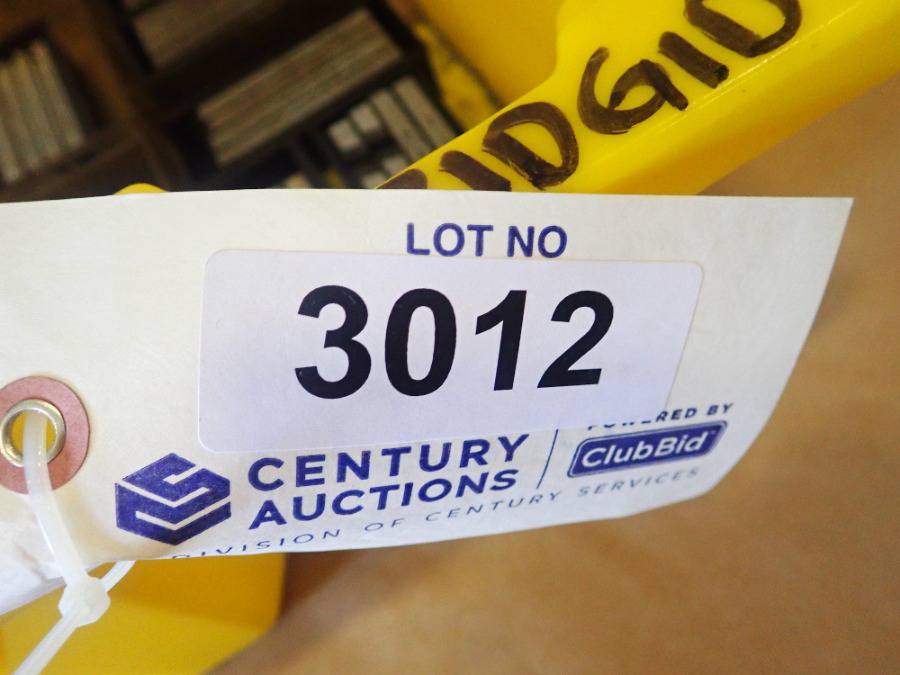 RIDGID
LOT NO
3012
CENTURY
AUCTIONS
POWERED BY
ClubBid
DIVISION OF CENTURY SERVICES